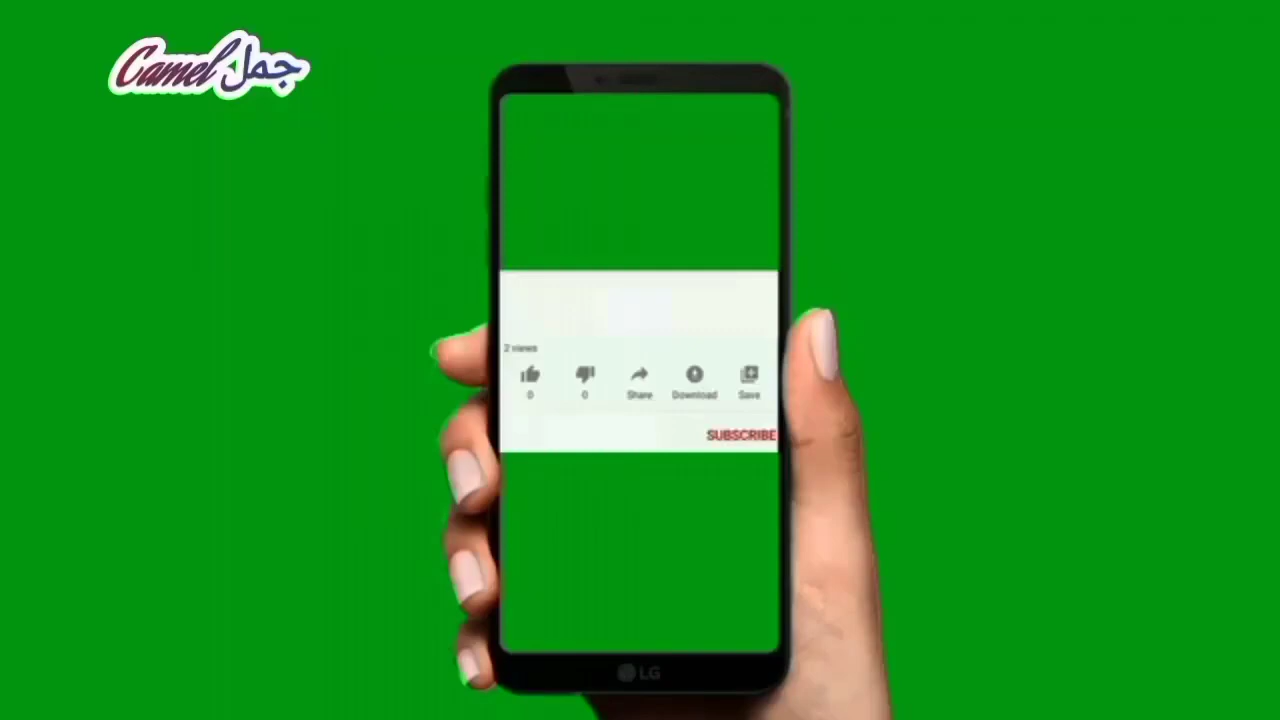 Camel جمل
2 views
0 0 Share Download Save
SUBSCRIBE
LG